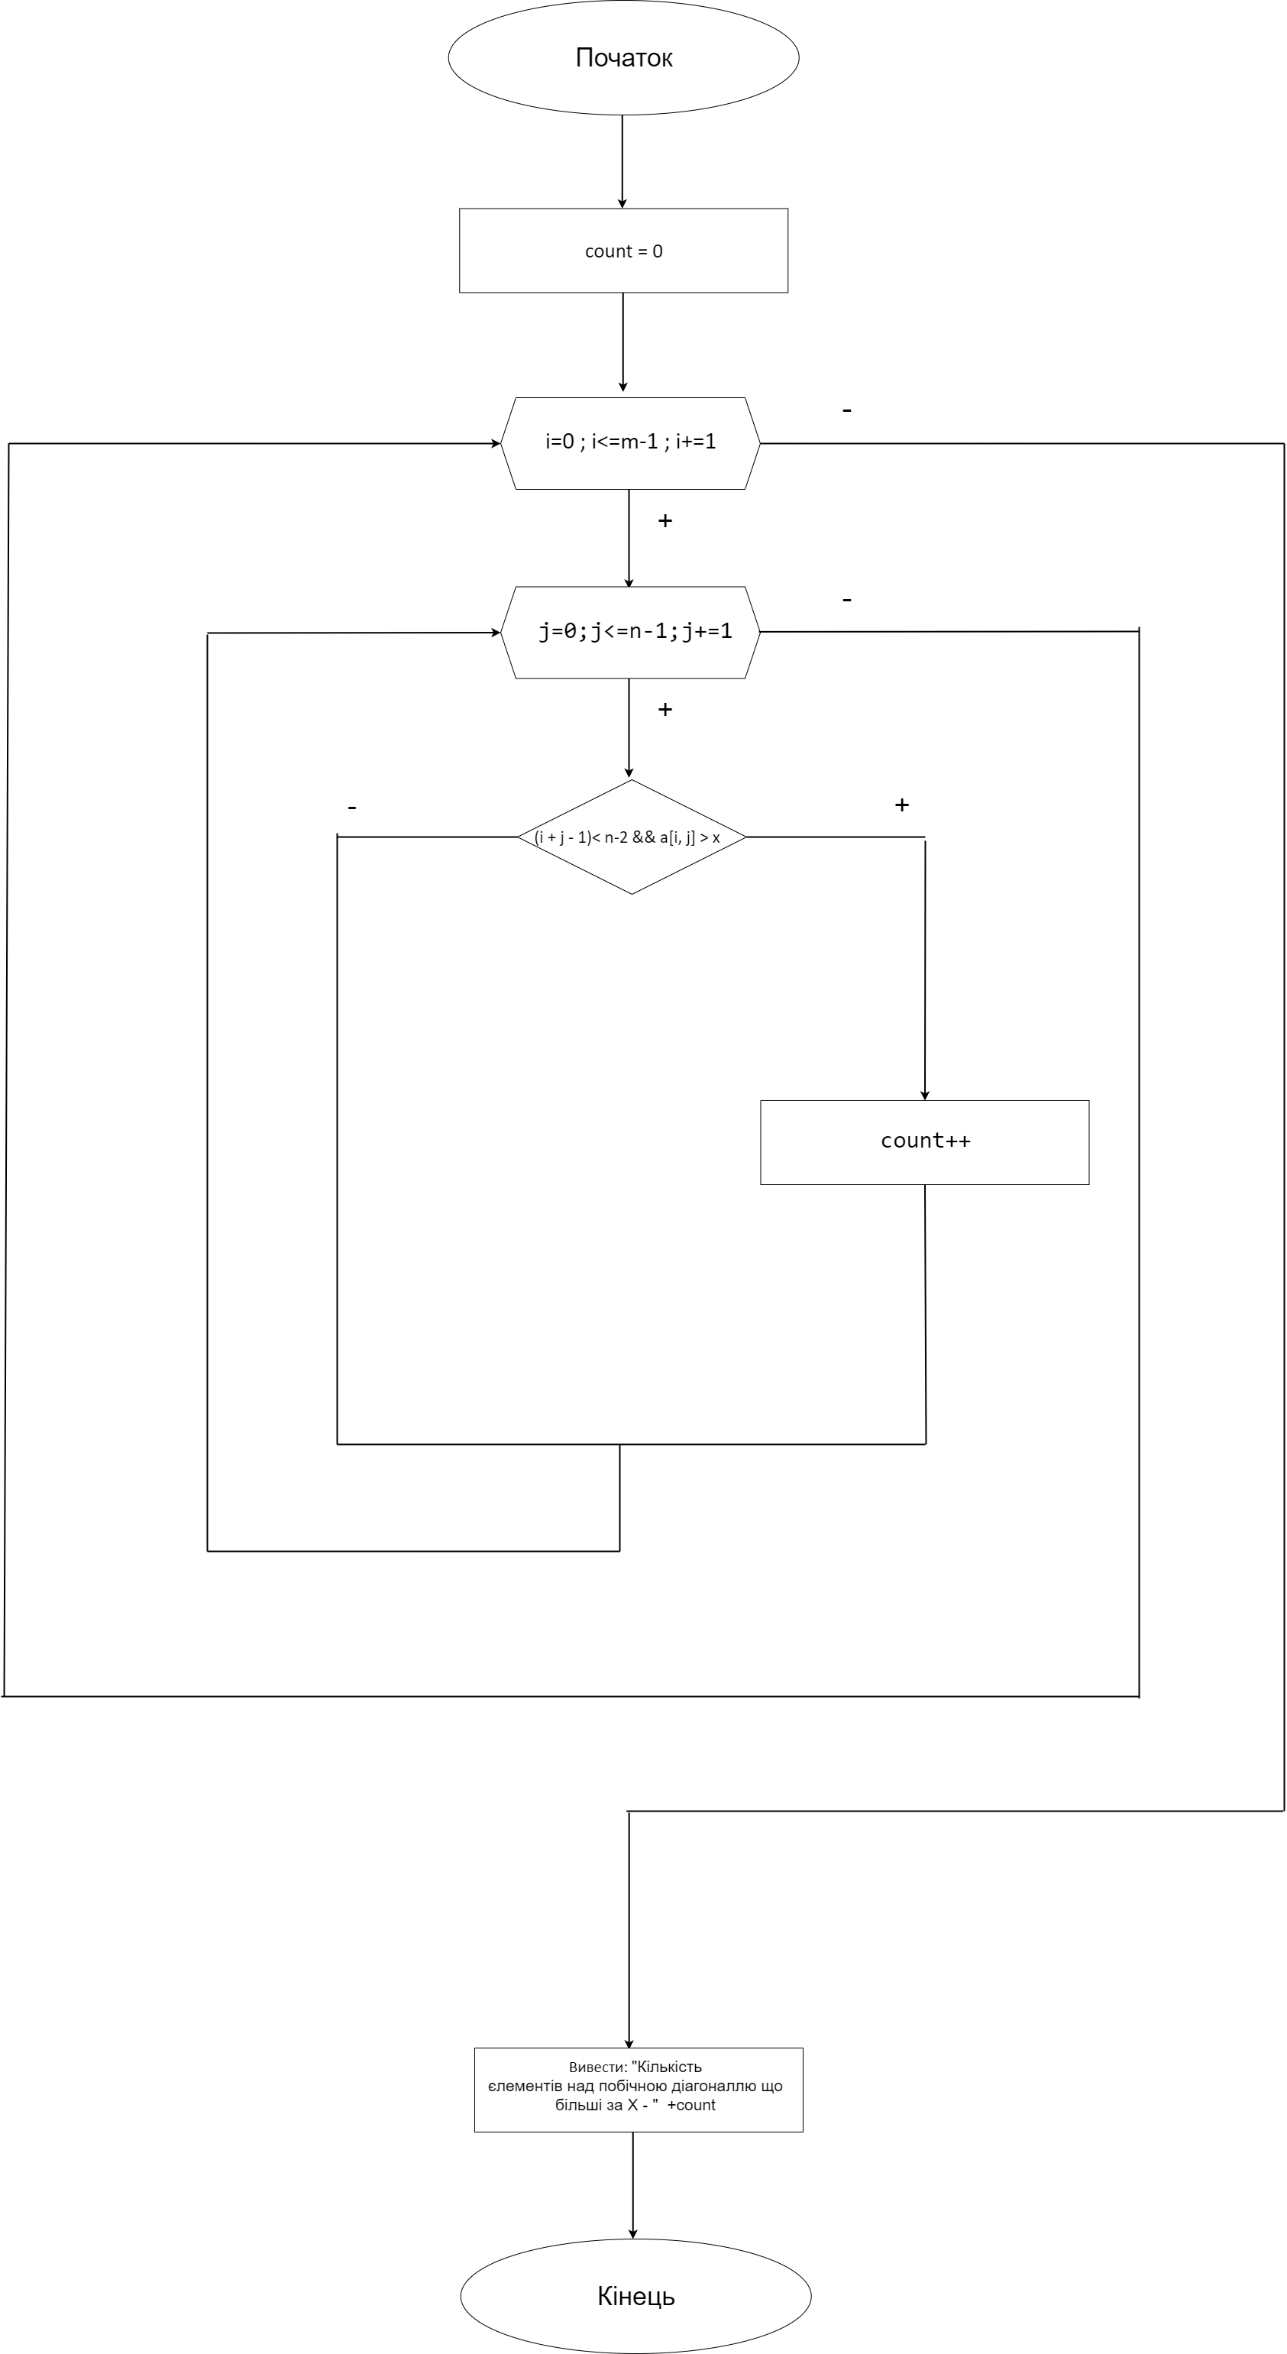 Початок
count = 0
-
i=0 ; i<=m-1 ; i+=1
+
-
j=0;j<=n-1;j+=1
+
-
+
(i + j - 1)< n-2 && a[i, j] > x
count++
Вивести: "Кількість
єлементів над побічною діагоналлю що
більші за X - "  +count
Кінець